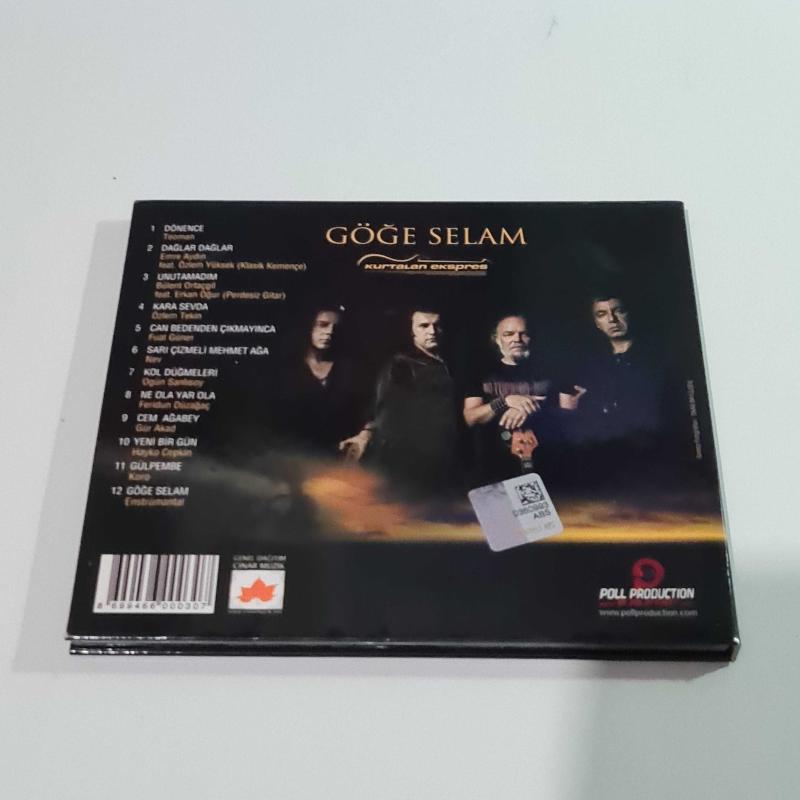 GÖĞE SELAM
KURTALAN EKSPRES
1 DÖNENCE
Teoman
2 DAĞLAR DAĞLAR
Emre Aydın
feat. Özlem Yüksek (Klasik Kemençe)
3 UNUTAMADIM
Bülent Ortaçgil
feat. Erkan Oğur (Perdesiz Gitar)
4 KARA SEVDA
Özlem Tekin
5 CAN BEDENDEN ÇIKMAYINCA
Fuat Güner
6 SARI ÇİZMELİ MEHMET AĞA
Nev
7 KOL DÜĞMELERİ
Ogün Sanlısoy
8 NE OLA YAR OLA
Feridun Düzağaç
9 CEM AĞABEY
Gür Akad
10 YENİ BİR GÜN
Hayko Cepkin
11 GÜLPEMBE
Koro
12 GÖĞE SELAM
Enstrümantal
0360993
ABS
8 699466 000307
GENEL DAĞITIM
ÇINAR MÜZİK
POLL PRODUCTION
www.pollproduction.com